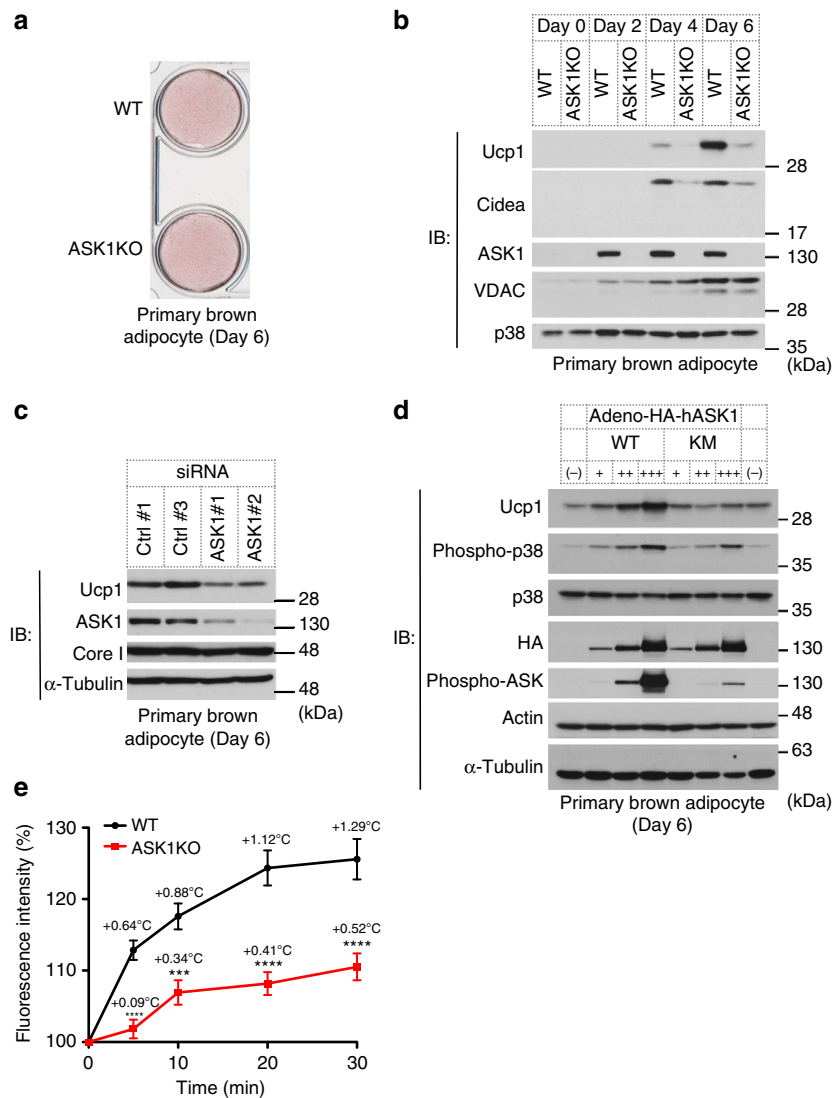 a
WT
ASK1KO
Primary brown
adipocyte (Day 6)
b
Day 0 Day 2 Day 4 Day 6
WT ASK1KO WT ASK1KO WT ASK1KO WT ASK1KO
IB:
Ucp1
28
Cidea
17
ASK1
130
VDAC
28
p38
35
Primary brown adipocyte
(kDa)
c
siRNA
Ctrl #1 Ctrl #3 ASK1#1 ASK1#2
IB:
Ucp1
28
ASK1
130
Core I
48
α-Tubulin
48
Primary brown
adipocyte (Day 6)
(kDa)
d
Adeno-HA-hASK1
WT KM
(–) + ++ +++ + ++ +++ (–)
IB:
Ucp1
28
Phospho-p38
35
p38
35
HA
130
Phospho-ASK
130
Actin
48
63
α-Tubulin
Primary brown adipocyte
(Day 6)
(kDa)
e
WT
ASK1KO
Fluorescence intensity (%)
130
120
110
100
+0.64°C
+0.88°C
+1.12°C
+1.29°C
+0.09°C
****
+0.34°C
***
+0.41°C
****
+0.52°C
****
0 10 20 30
Time (min)